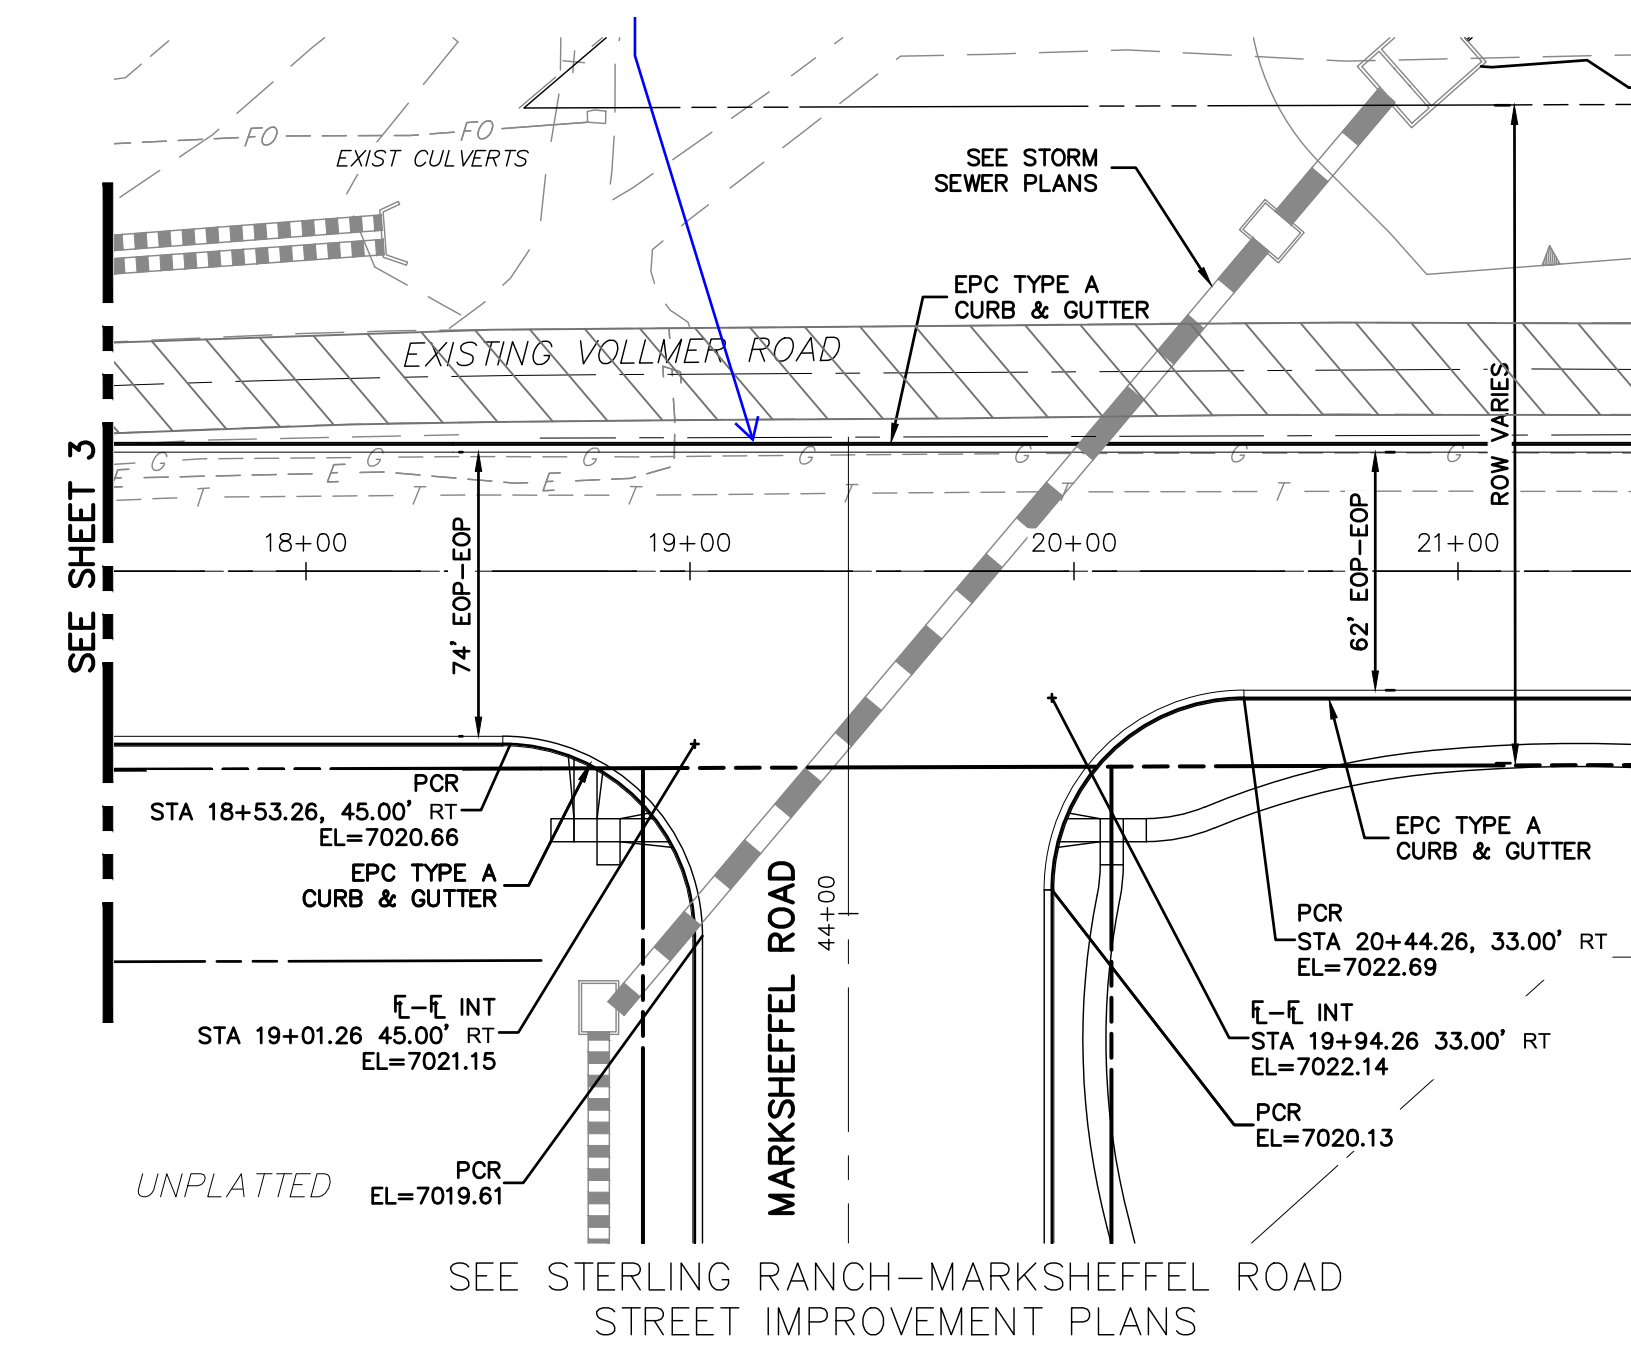 FO
FO
EXIST CULVERTS
SEE STORM
SEWER PLANS
EPC TYPE A
CURB & GUTTER
EXISTING VOLLMER ROAD
ROW VARIES
SEE SHEET 3
G
G
G
G
G
G
G
E
E
E
T
T
T
T
T
T
18+00
19+00
20+00
21+00
74' EOP-EOP
62' EOP-EOP
PCR
STA 18+53.26, 45.00' RT
EL=7020.66
EPC TYPE A
CURB & GUTTER
EPC TYPE A
CURB & GUTTER
MARKSHEFFEL ROAD
44+00
PCR
STA 20+44.26, 33.00' RT
EL=7022.69
FL-FL INT
STA 19+01.26 45.00' RT
EL=7021.15
FL-FL INT
STA 19+94.26 33.00' RT
EL=7022.14
PCR
EL=7020.13
PCR
EL=7019.61
UNPLATTED
SEE STERLING RANCH-MARKSHEFFEL ROAD
STREET IMPROVEMENT PLANS